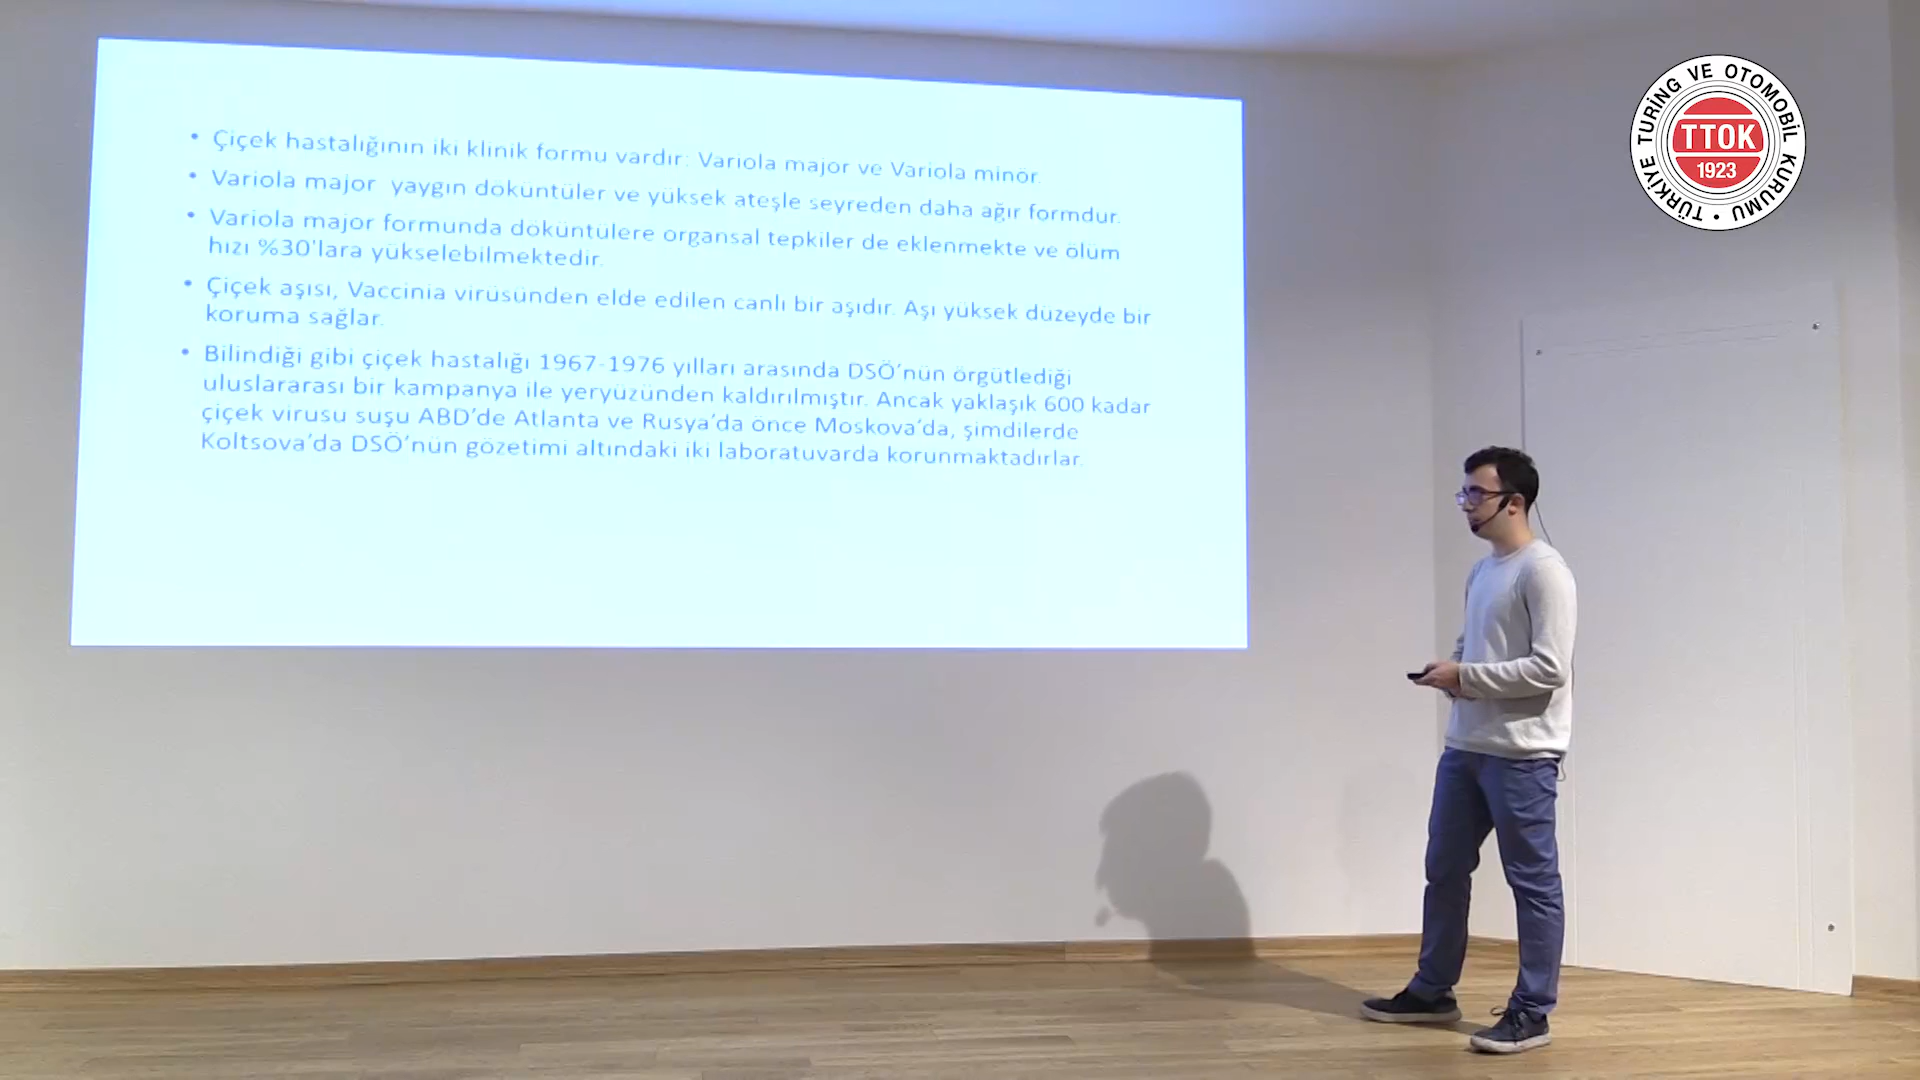 • Çiçek hastalığının iki klinik formu vardır: Variola major ve Variola minör.
• Variola major yaygın döküntüler ve yüksek ateşle seyreden daha ağır formdur.
• Variola major formunda döküntülere organsal tepkiler de eklenmekte ve ölüm
hızı %30'lara yükselebilmektedir.
• Çiçek aşısı, Vaccinia virüsünden elde edilen canlı bir aşıdır. Aşı yüksek düzeyde bir
koruma sağlar.
• Bilindiği gibi çiçek hastalığı 1967-1976 yılları arasında DSÖ’nün örgütlediği
uluslararası bir kampanya ile yeryüzünden kaldırılmıştır. Ancak yaklaşık 600 kadar
çiçek virusu suşu ABD’de Atlanta ve Rusya’da önce Moskova’da, şimdilerde
Koltsova’da DSÖ’nün gözetimi altındaki iki laboratuvarda korunmaktadırlar.
TÜRKİYE TURİNG VE OTOMOBİL KURUMU •
TTOK
1923